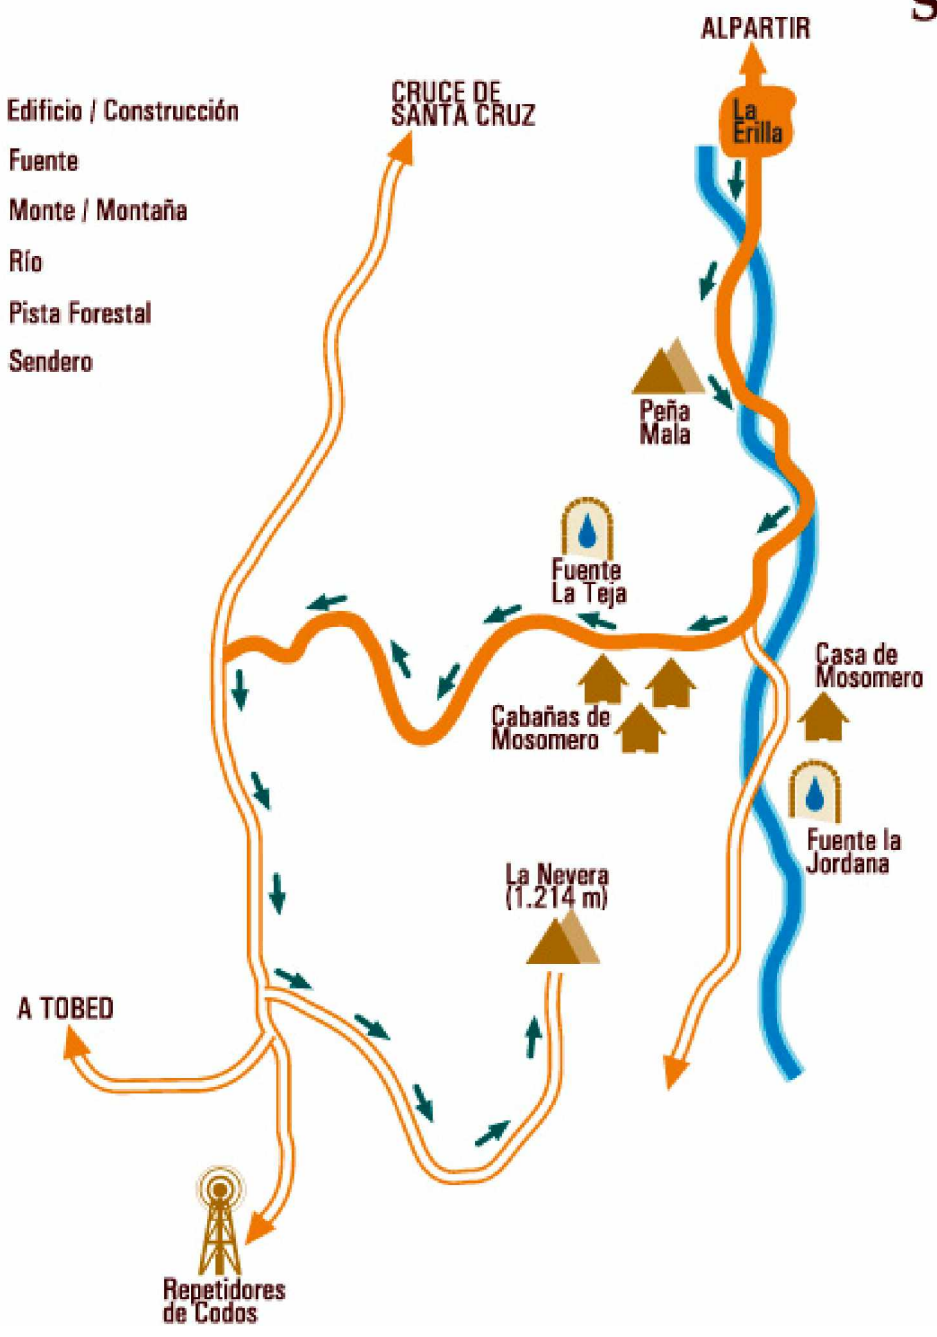 S
ALPARTIR
CRUCE DE
SANTA CRUZ
La
Erilla
Edificio / Construcción
Fuente
Monte / Montaña
Río
Pista Forestal
Sendero
Peña
Mala
Fuente
La Teja
Casa de
Mosomero
Cabañas de
Mosomero
Fuente la
Jordana
La Nevera
(1.214 m)
A TOBED
Repetidores
de Codos